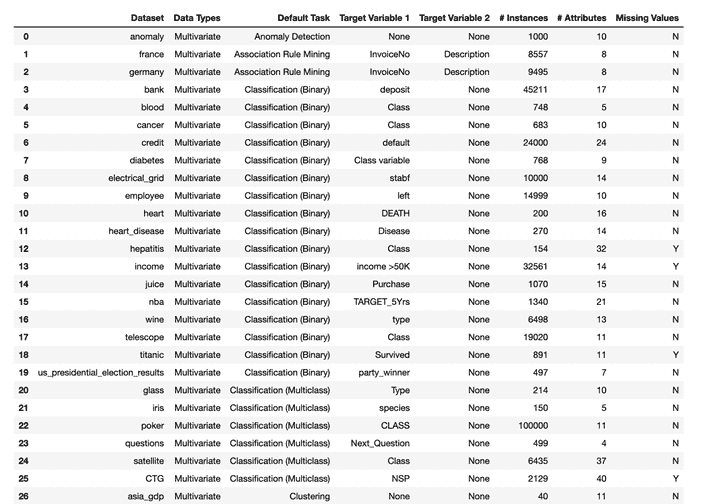 Dataset Data Types Default Task Target Variable 1 Target Variable 2 # Instances # Attributes Missing Values
0 anomaly Multivariate Anomaly Detection None None 1000 10 N
1 france Multivariate Association Rule Mining InvoiceNo Description 8557 8 N
2 germany Multivariate Association Rule Mining InvoiceNo Description 9495 8 N
3 bank Multivariate Classification (Binary) deposit None 45211 17 N
4 blood Multivariate Classification (Binary) Class None 748 5 N
5 cancer Multivariate Classification (Binary) Class None 683 10 N
6 credit Multivariate Classification (Binary) default None 24000 24 N
7 diabetes Multivariate Classification (Binary) Class variable None 768 9 N
8 electrical_grid Multivariate Classification (Binary) stabf None 10000 14 N
9 employee Multivariate Classification (Binary) left None 14999 10 N
10 heart Multivariate Classification (Binary) DEATH None 200 16 N
11 heart_disease Multivariate Classification (Binary) Disease None 270 14 N
12 hepatitis Multivariate Classification (Binary) Class None 154 32 Y
13 income Multivariate Classification (Binary) income >50K None 32561 14 Y
14 juice Multivariate Classification (Binary) Purchase None 1070 15 N
15 nba Multivariate Classification (Binary) TARGET_5Yrs None 1340 21 N
16 wine Multivariate Classification (Binary) type None 6498 13 N
17 telescope Multivariate Classification (Binary) Class None 19020 11 N
18 titanic Multivariate Classification (Binary) Survived None 891 11 Y
19 us_presidential_election_results Multivariate Classification (Binary) party_winner None 497 7 N
20 glass Multivariate Classification (Multiclass) Type None 214 10 N
21 iris Multivariate Classification (Multiclass) species None 150 5 N
22 poker Multivariate Classification (Multiclass) CLASS None 100000 11 N
23 questions Multivariate Classification (Multiclass) Next_Question None 499 4 N
24 satellite Multivariate Classification (Multiclass) Class None 6435 37 N
25 CTG Multivariate Classification (Multiclass) NSP None 2129 40 Y
26 asia_gdp Multivariate Clustering None None 40 11 N